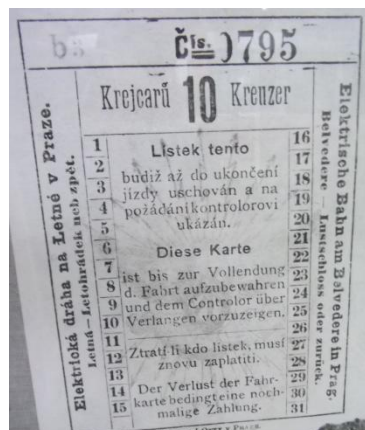 b
Čís. 0795
Krejcarů 10 Kreuzer
Elektrická dráha na Letné v Praze.
Letná—Letohrádek neb zpět.
1
2
3
4
5
6
7
8
9
10
11
12
13
14
15
Lístek tento
budiž až do ukončení
jízdy uschován a na
požádání kontrolorovi
ukázán.
Diese Karte
ist bis zur Vollendung
d. Fahrt aufzubewahren
und dem Controlor über
Verlangen vorzuzeigen.
Ztratí-li kdo lístek, musí
znovu zaplatiti.
Der Verlust der Fahr-
karte bedingt eine noch-
malige Zahlung.
16
17
18
19
20
21
22
23
24
25
26
27
28
29
30
31
Elektrische Bahn am Belvedere in Prag.
Belvedere — Lustschloss oder zurück.